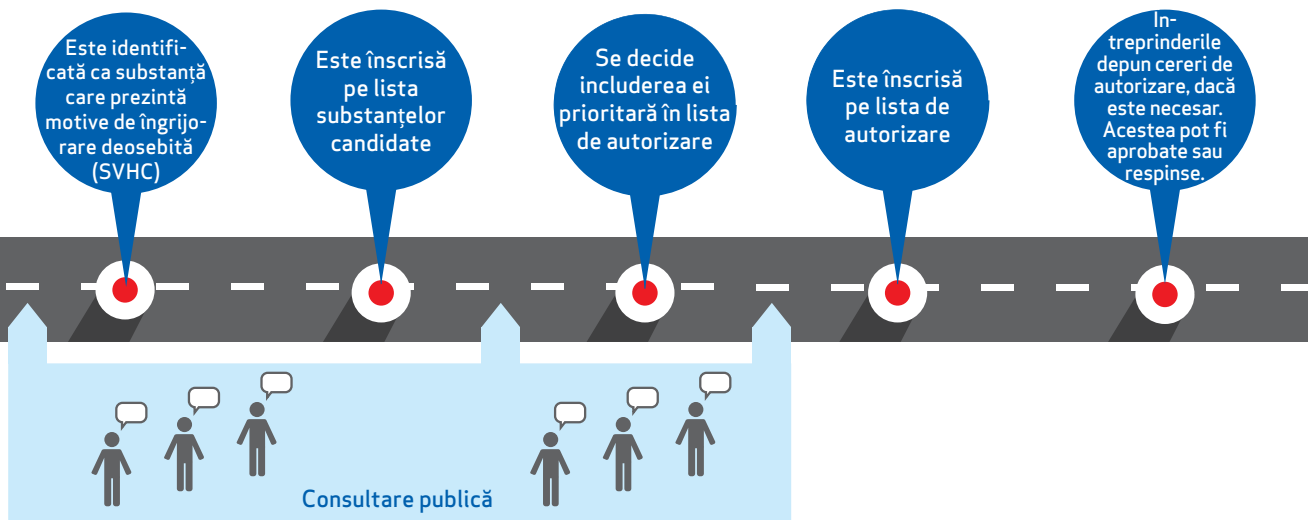 Este identifi-
cată ca substanță
care prezintă
motive de îngrijo-
rare deosebită
(SVHC)
Este înscrisă
pe lista
substanțelor
candidate
Se decide
includerea ei
prioritară în lista
de autorizare
Este înscrisă
pe lista de
autorizare
In-
treprinderile
depun cereri de
autorizare, dacă
este necesar.
Acestea pot fi
aprobate sau
respinse.
Consultare publică